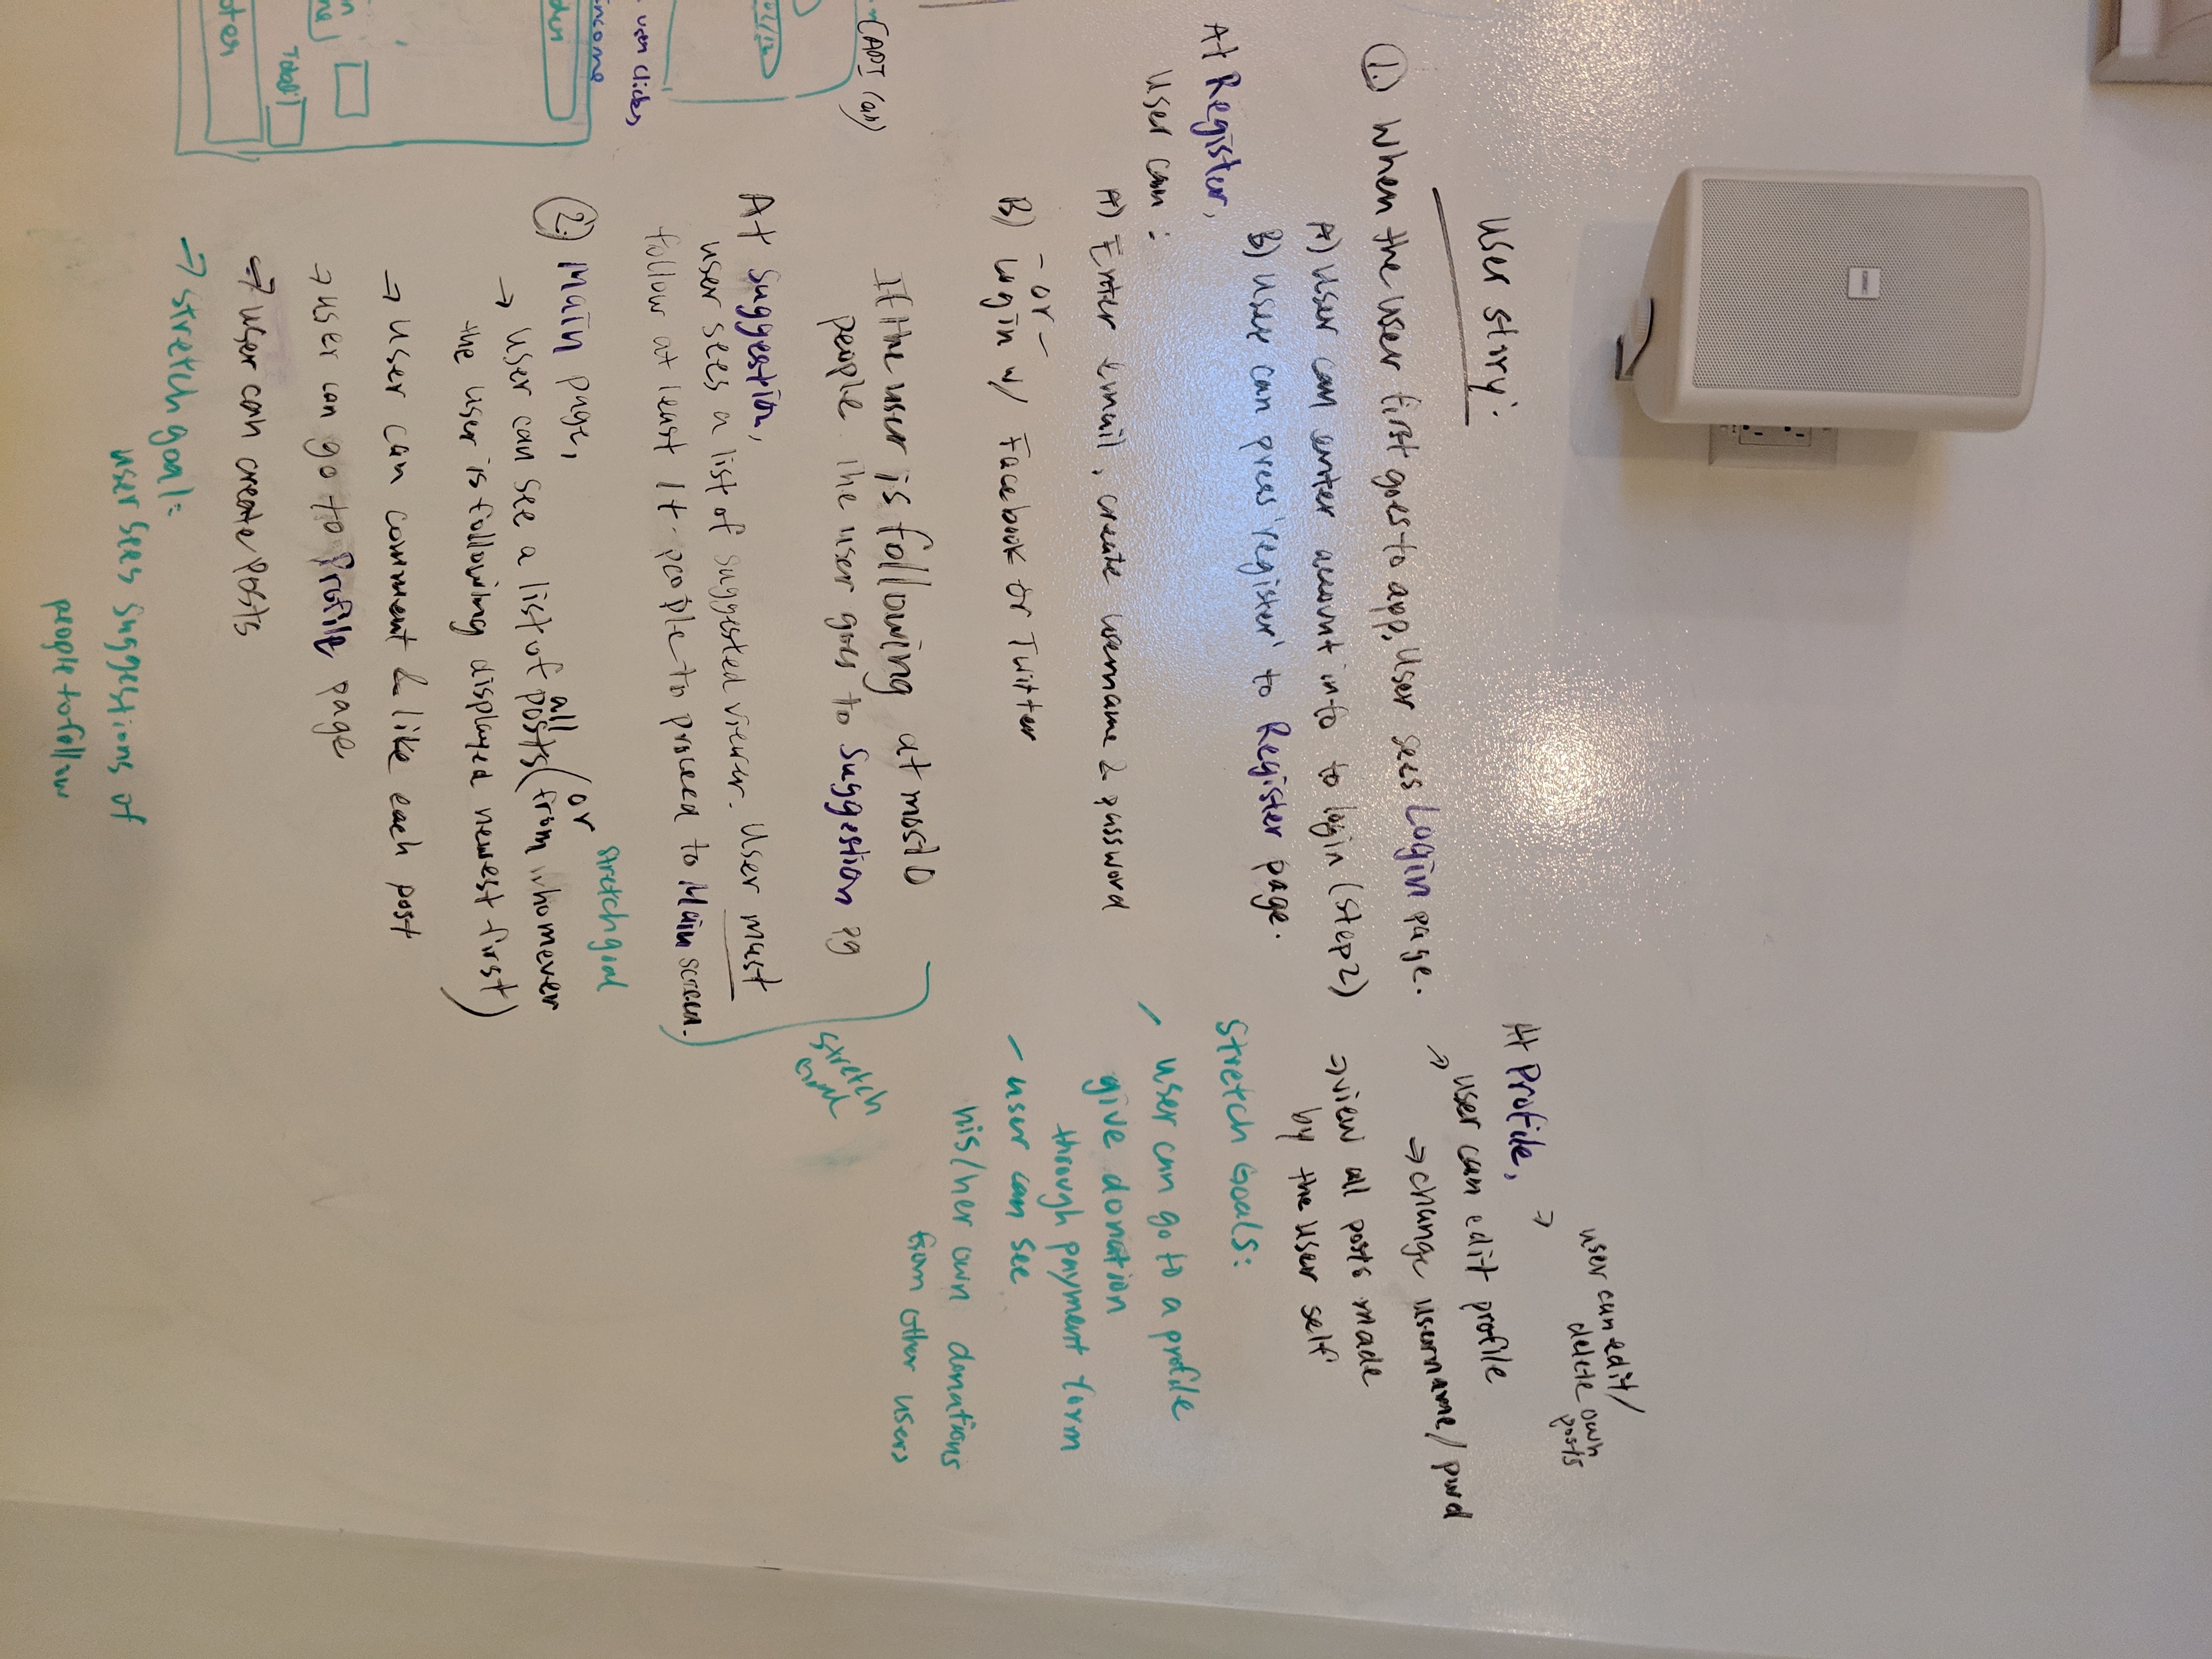 User story:
1.) When the user first goes to app, User sees Login page.
A) User can enter account info to login (step 2)
B) User can press 'register' to Register page.
At Register,
User can:
A) Enter email, create username & password
-or-
B) Login w/ Facebook or Twitter
If the user is following at most 10
people the user goes to Suggestion pg
At Suggestion,
user sees a list of suggested viewer. User must
follow at least 1+ people to proceed to Main screen.
stretch goal
2.) Main page,
→ User can see a list of all posts (or from whomever
stretch goal
the user is following displayed newest first)
→ User can comment & like each post
→ user can go to Profile page
→ User can create posts
→ stretch goal:
user sees suggestions of
people to follow
At Profile,
→ user can edit/
delete own
posts
→ user can edit profile
→ change username/pwd
→ view all posts made
by the user self
Stretch Goals:
- user can go to a profile
give donation
through payment form
- user can see
his/her own donations
from other users
user clicks,
income
Total